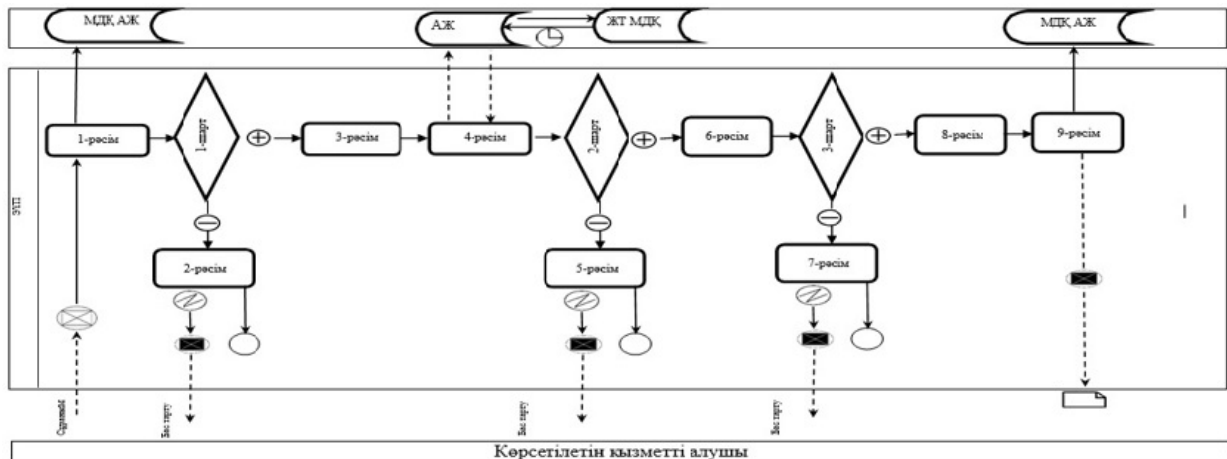 МДҚ АЖ
АЖ
ЖТ МДҚ
МДҚ АЖ
ЭҮП
1-рәсім
1-шарт
3-рәсім
4-рәсім
2-шарт
6-рәсім
3-шарт
8-рәсім
9-рәсім
2-рәсім
5-рәсім
7-рәсім
Бас тарту
Бас тарту
Бас тарту
Көрсетілетін қызметті алушы